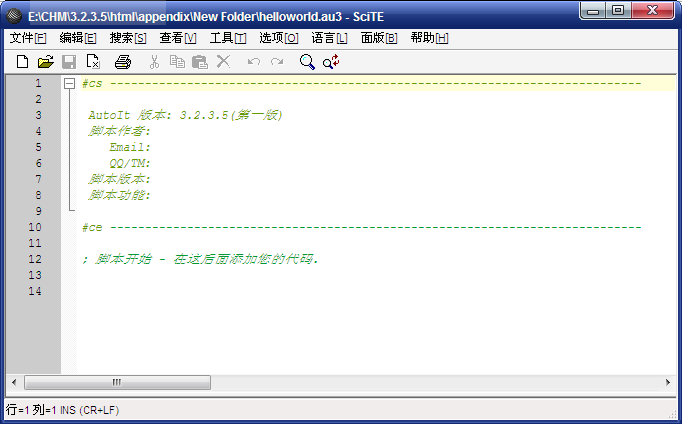 E:\CHM\3.2.3.5\html\appendix\New Folder\helloworld.au3 - SciTE
文件[F] 编辑[E] 搜索[S] 查看[V] 工具[T] 选项[O] 语言[L] 面版[B] 帮助[H]
1 #cs ----------------------------------------------------------------------------
2
3 AutoIt 版本: 3.2.3.5(第一版)
4 脚本作者:
5 Email:
6 QQ/TM:
7 脚本版本:
8 脚本功能:
9
10 #ce ----------------------------------------------------------------------------
11
12 ; 脚本开始 - 在这后面添加您的代码.
13
14
行=1 列=1 INS (CR+LF)